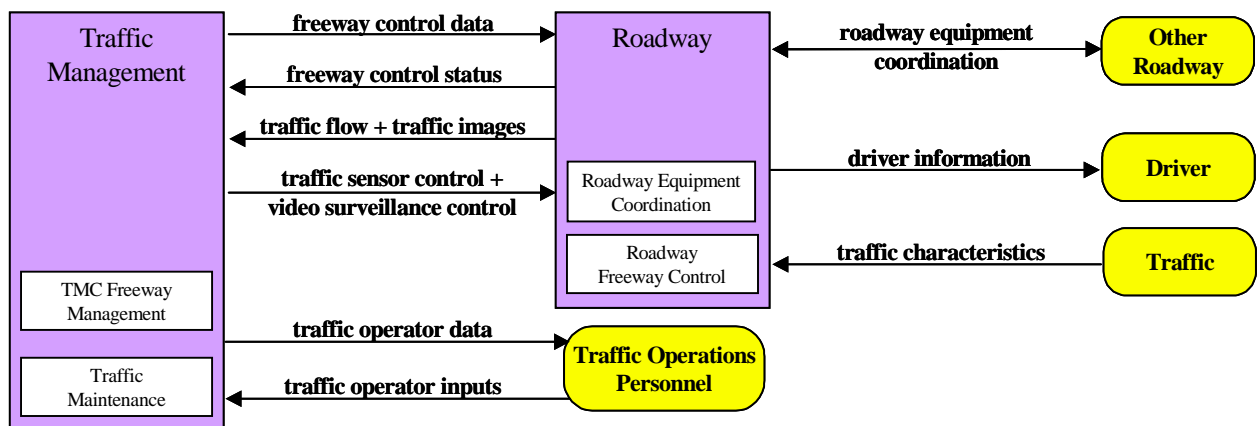 Traffic
Management
freeway control data
freeway control status
traffic flow + traffic images
traffic sensor control +
video surveillance control
TMC Freeway
Management
Traffic
Maintenance
Roadway
Roadway Equipment
Coordination
Roadway
Freeway Control
roadway equipment
coordination
Other
Roadway
driver information
Driver
traffic characteristics
Traffic
traffic operator data
traffic operator inputs
Traffic Operations
Personnel